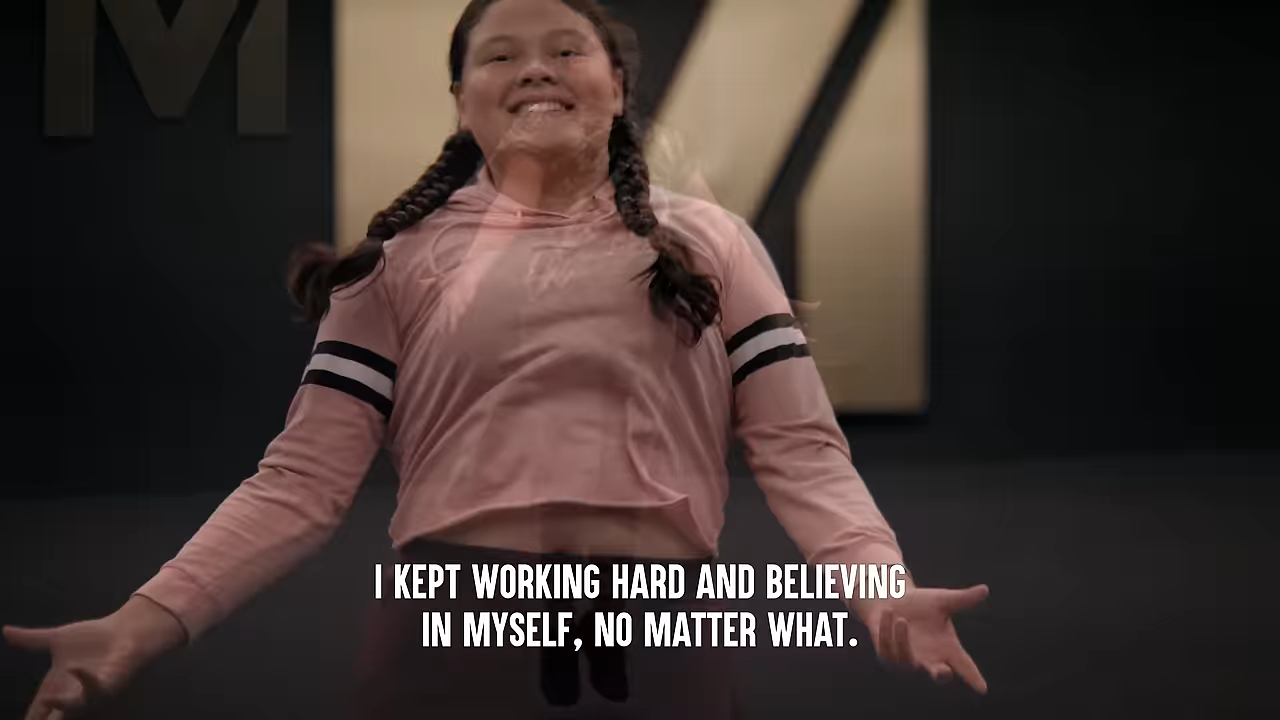 M
I KEPT WORKING HARD AND BELIEVING
IN MYSELF, NO MATTER WHAT.